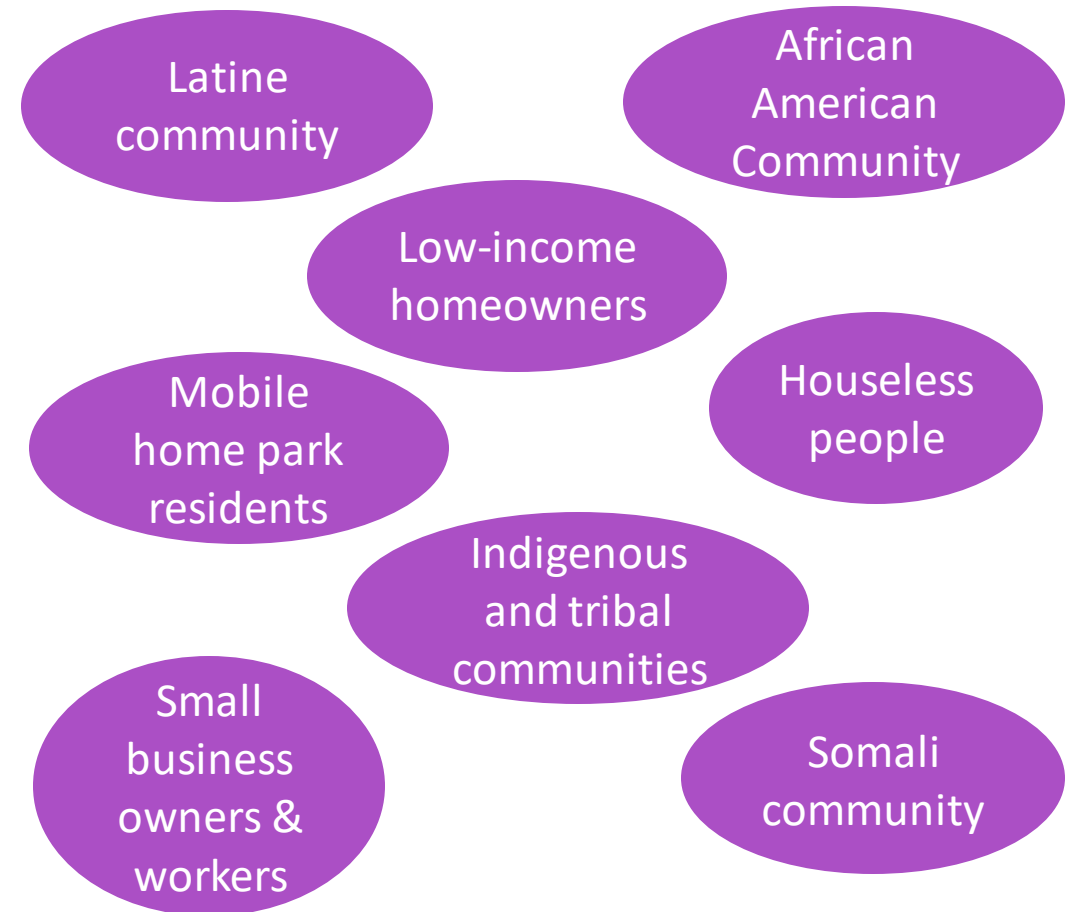 Latine
community
African
American
Community
Low-income
homeowners
Mobile
home park
residents
Houseless
people
Indigenous
and tribal
communities
Small
business
owners &
workers
Somali
community